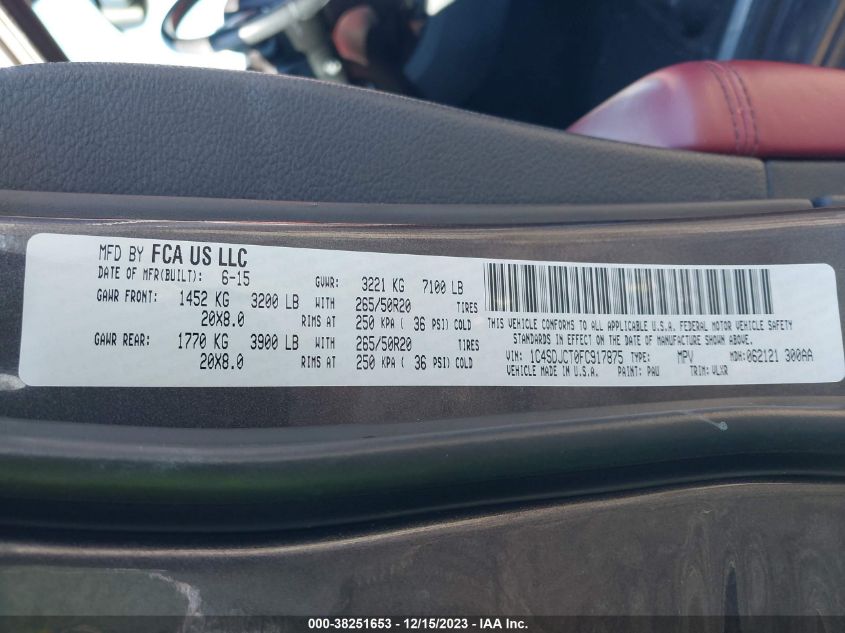 MFD BY FCA US LLC
DATE OF MFR(BUILT): 6-15 GVWR: 3221 KG 7100 LB
GAWR FRONT: 1452 KG 3200 LB WITH 265/50R20 TIRES
20X8.0 RIMS AT 250 KPA ( 36 PSI) COLD
GAWR REAR: 1770 KG 3900 LB WITH 265/50R20 TIRES
20X8.0 RIMS AT 250 KPA ( 36 PSI) COLD
THIS VEHICLE CONFORMS TO ALL APPLICABLE U.S.A. FEDERAL MOTOR VEHICLE SAFETY
STANDARDS IN EFFECT ON THE DATE OF MANUFACTURE SHOWN ABOVE.
VIN: 1C4SDJCT0FC917875 TYPE: MPV MDH: 062121 300AA
VEHICLE MADE IN U.S.A. PAINT: PAU TRIM: VLXR
000-38251653 - 12/15/2023 - IAA Inc.